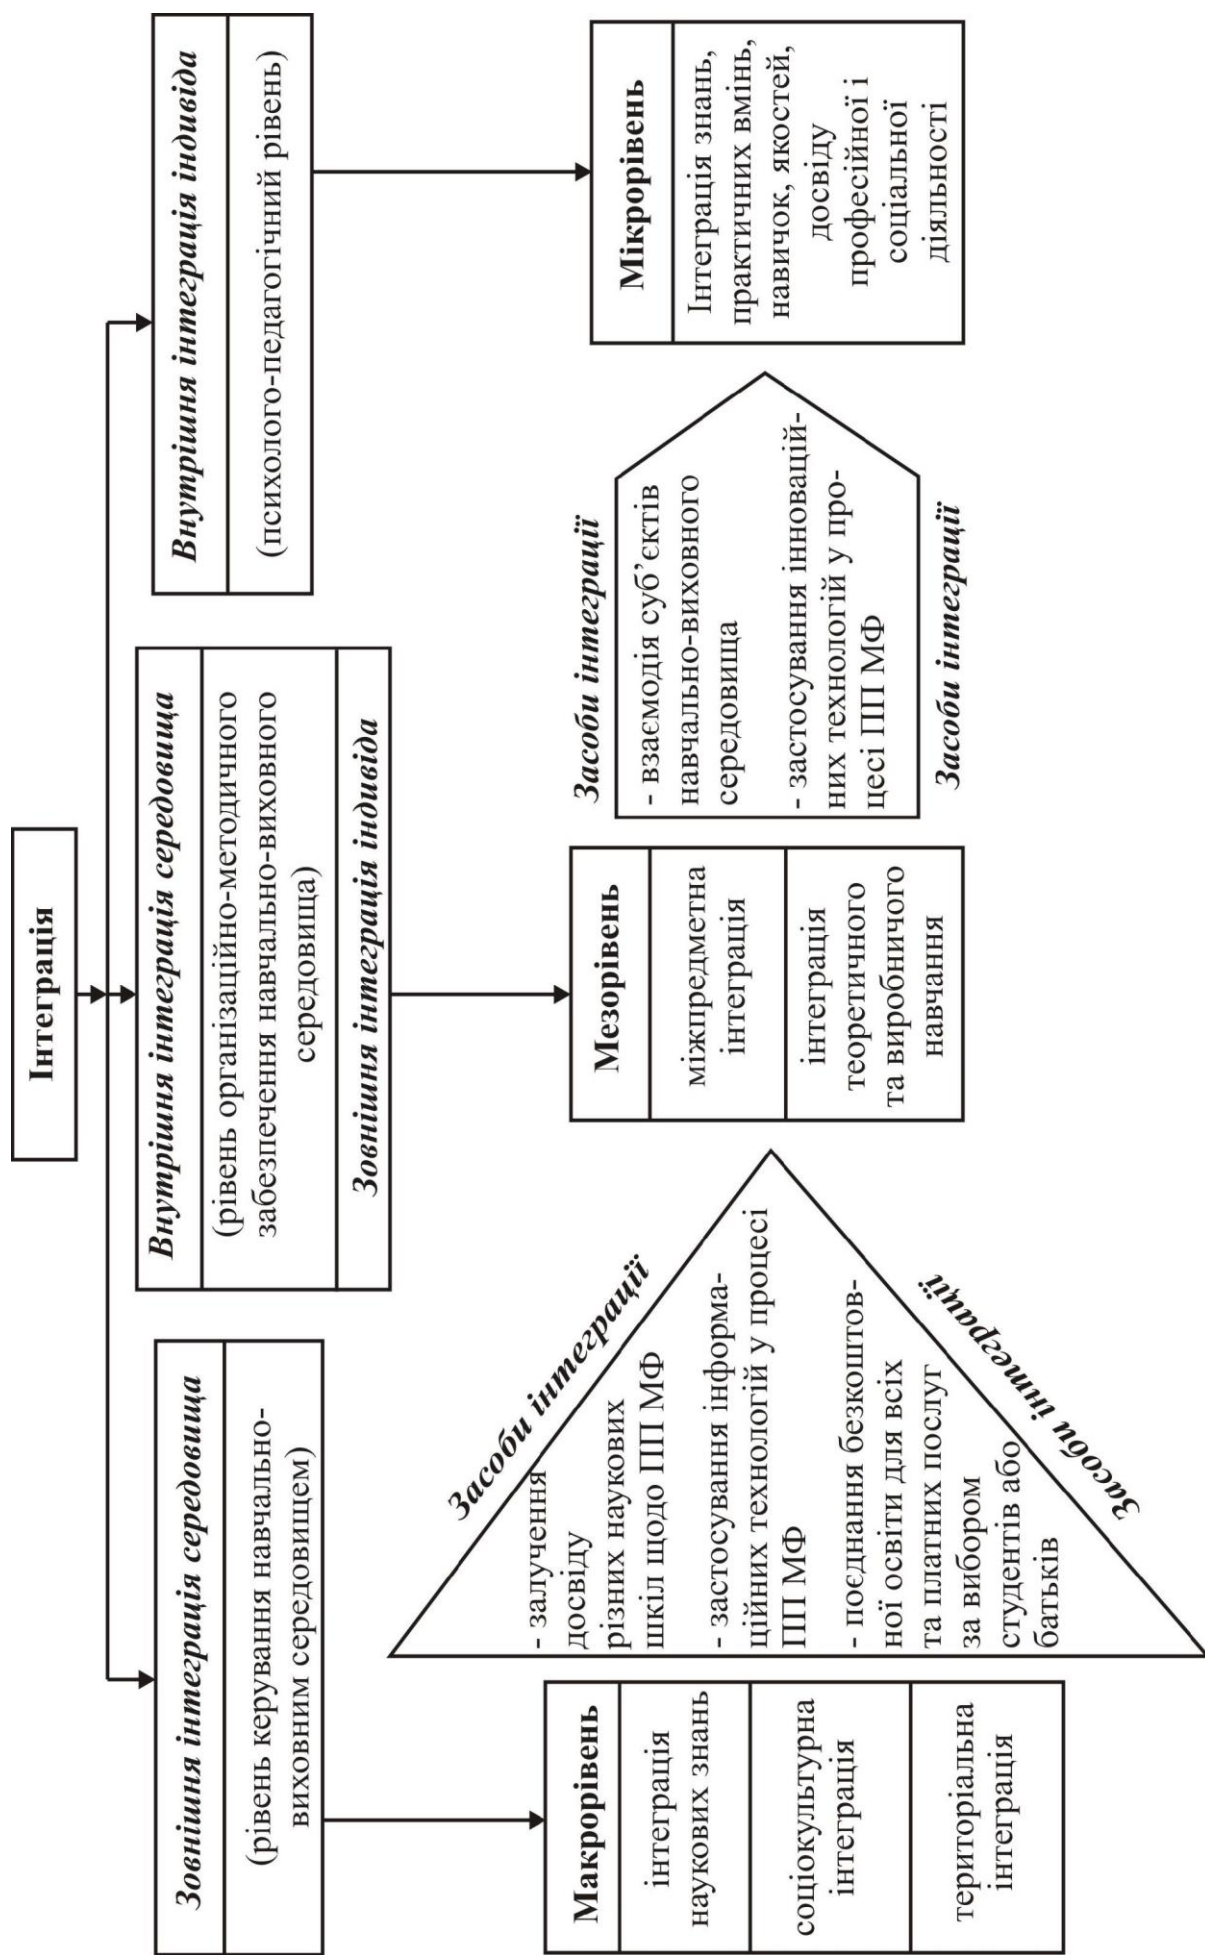 Інтеграція
Зовнішня інтеграція середовища
(рівень керування навчально-
виховним середовищем)
Внутрішня інтеграція середовища
(рівень організаційно-методичного
забезпечення навчально-виховного
середовища)
Зовнішня інтеграція індивіда
Внутрішня інтеграція індивіда
(психолого-педагогічний рівень)
Макрорівень
інтеграція
наукових знань
соціокультурна
інтеграція
територіальна
інтеграція
Засоби інтеграції
- залучення
досвіду
різних наукових
шкіл щодо ПП МФ
- застосування інформа-
ційних технологій у процесі
ПП МФ
- поєднання безкоштов-
ної освіти для всіх
та платних послуг
за вибором
студентів або
батьків
Засоби інтеграції
Мезорівень
міжпредметна
інтеграція
інтеграція
теоретичного
та виробничого
навчання
Засоби інтеграції
- взаємодія суб’єктів
навчально-виховного
середовища
- застосування інновацій-
них технологій у про-
цесі ПП МФ
Засоби інтеграції
Мікрорівень
Інтеграція знань,
практичних вмінь,
навичок, якостей,
досвіду
професійної і
соціальної
діяльності